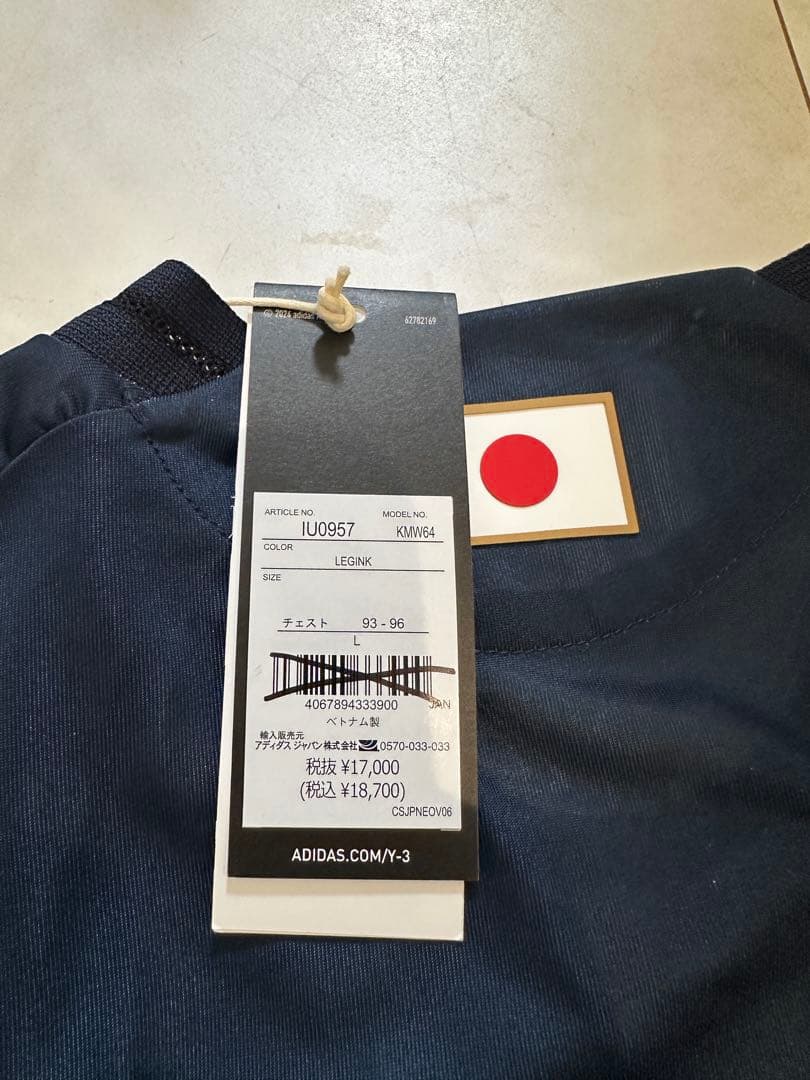 © 2024 adidas
62782169
ARTICLE NO. MODEL NO.
IU0957 KMW64
COLOR
LEGINK
SIZE
チェスト 93 - 96
L
4067894333900 JAN
ベトナム製
輸入販売元
アディダス ジャパン株式会社 0570-033-033
税抜 ¥17,000
(税込 ¥18,700)
CSJPNEOV06
ADIDAS.COM/Y-3